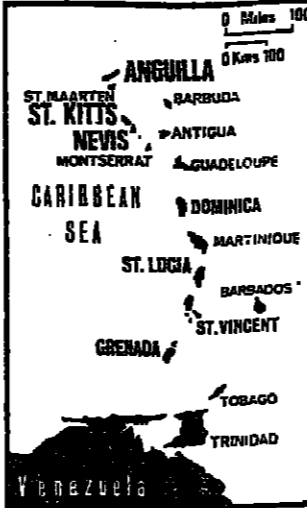 0 Miles 100
0 Kms 100
ANGUILLA
ST. MAARTEN
BARBUDA
ST. KITTS
NEVIS
ANTIGUA
MONTSERRAT
GUADELOUPE
CARIBBEAN
SEA
DOMINICA
MARTINIQUE
ST. LUCIA
BARBADOS
ST. VINCENT
GRENADA
TOBAGO
TRINIDAD
Venezuela